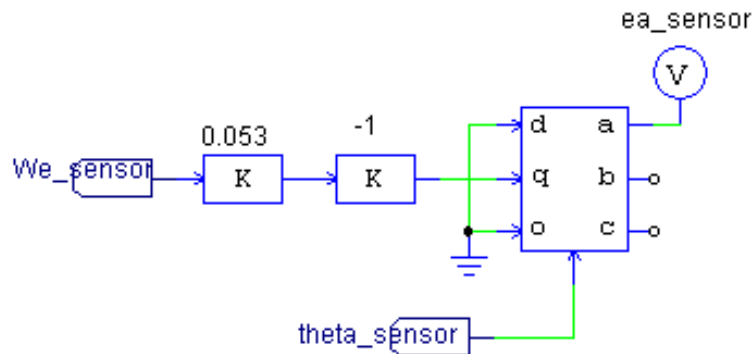 ea_sensor
V
0.053
-1
d a
We_sensor
K
K
q b
o c
theta_sensor